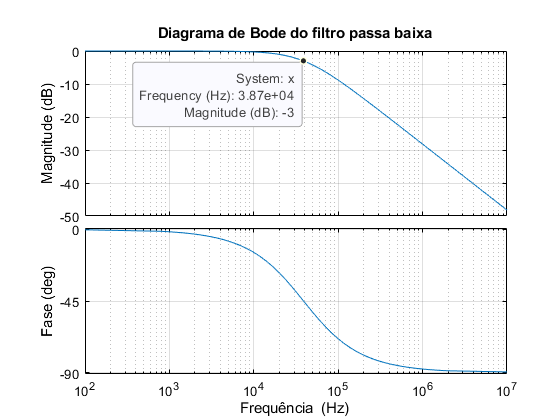 Diagrama de Bode do filtro passa baixa
0
-10
-20
-30
-40
-50
Magnitude (dB)
System: x
Frequency (Hz): 3.87e+04
Magnitude (dB): -3
0
-45
-90
Fase (deg)
10^2 10^3 10^4 10^5 10^6 10^7
Frequência (Hz)